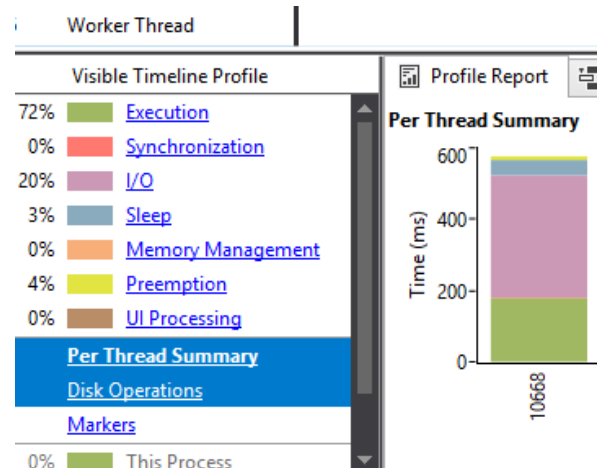 Worker Thread
Visible Timeline Profile
72% Execution
0% Synchronization
20% I/O
3% Sleep
0% Memory Management
4% Preemption
0% UI Processing
Per Thread Summary
Disk Operations
Markers
0% This Process
Profile Report
Per Thread Summary
Time (ms)
600
400
200
0
10668